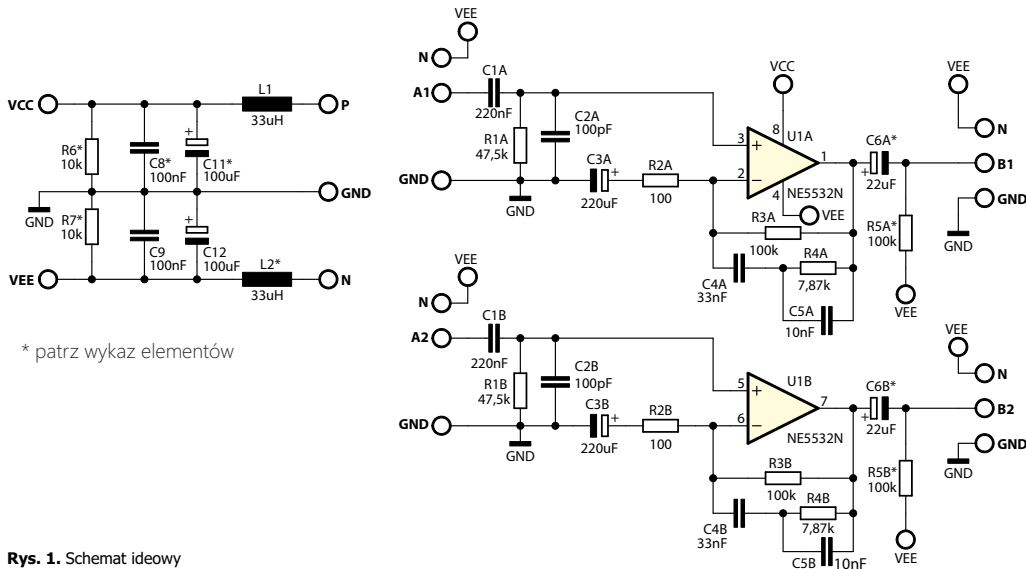 VCC
L1
33uH
P
R6*
10k
C8*
100nF
+
C11*
100uF
GND
GND
R7*
10k
C9
100nF
+
C12
100uF
VEE
L2*
33uH
N
* patrz wykaz elementów
VEE
N
A1
C1A
220nF
R1A
47,5k
C2A
100pF
GND
GND
C3A
+
220uF
R2A
100
VCC
8
U1A
3
+
1
2
−
4
NE5532N
VEE
R3A
100k
C4A
33nF
R4A
7,87k
C5A
10nF
C6A*
+
22uF
R5A*
100k
VEE
VEE
N
B1
GND
GND
VEE
N
A2
C1B
220nF
R1B
47,5k
C2B
100pF
GND
GND
C3B
+
220uF
R2B
100
U1B
5
+
7
6
−
NE5532N
R3B
100k
C4B
33nF
R4B
7,87k
C5B
10nF
C6B*
+
22uF
R5B*
100k
VEE
VEE
N
B2
GND
GND
Rys. 1. Schemat ideowy